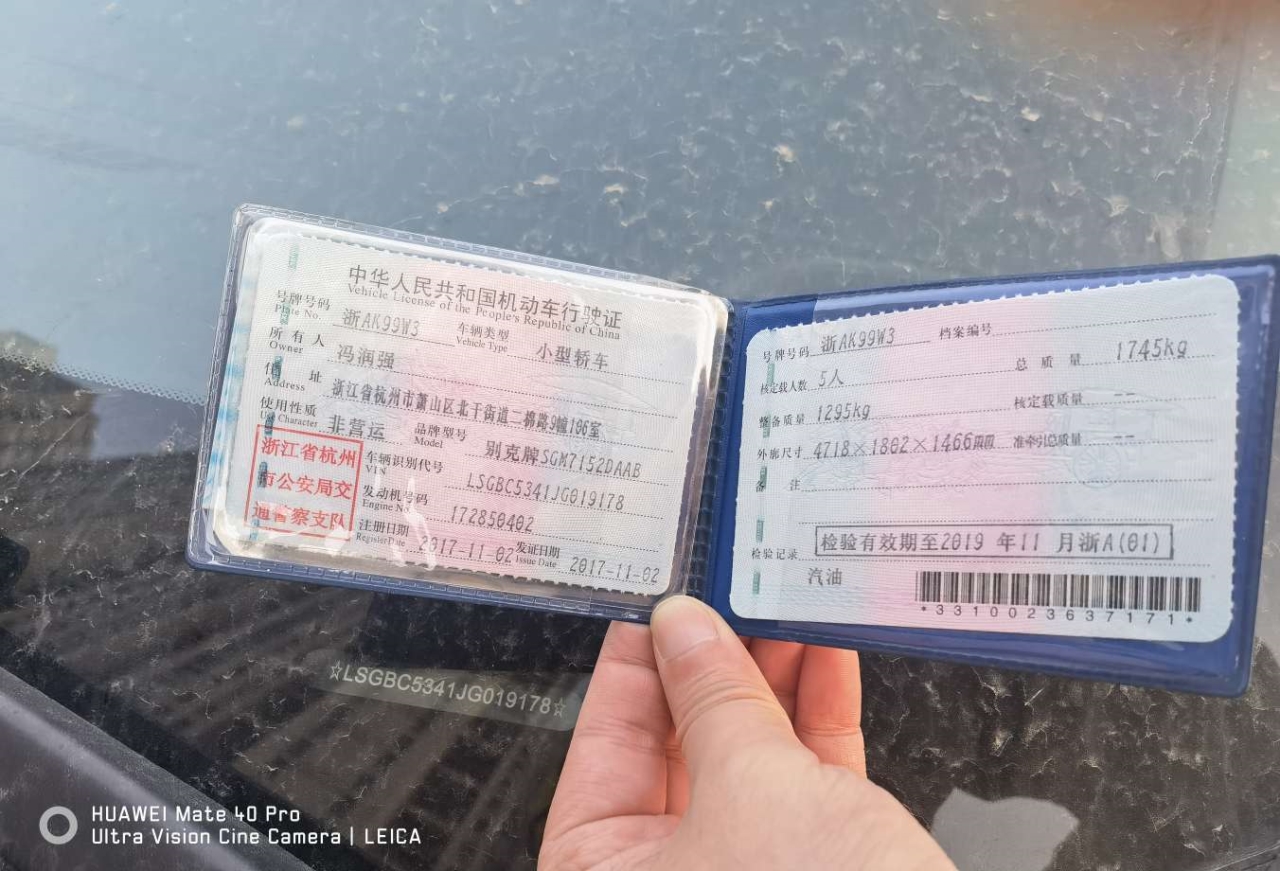 中华人民共和国机动车行驶证
Vehicle License of the People's Republic of China
号牌号码 浙AK99W3 车辆类型 小型轿车
Plate No. Vehicle Type
所有人 冯润强
Owner
住址 浙江省杭州市萧山区北干街道二棉路9幢106室
Address
使用性质 非营运 品牌型号 别克牌SGM7152DAAB
Use Character Model
浙江省杭州
市公安局交
通警察支队
车辆识别代号 LSGBC5341JG019178
VIN
发动机号码 172850402
Engine No.
注册日期 2017-11-02 发证日期 2017-11-02
Register Date Issue Date
号牌号码 浙AK99W3 档案编号
核定载人数 5人 总质量 1745kg
整备质量 1295kg 核定载质量 --
外廓尺寸 4718×1802×1466mm 准牵引总质量 --
备注
检验记录 检验有效期至2019年11月浙A(01)
汽油
*3310023637171*
☆LSGBC5341JG019178☆
HUAWEI Mate 40 Pro
Ultra Vision Cine Camera | LEICA